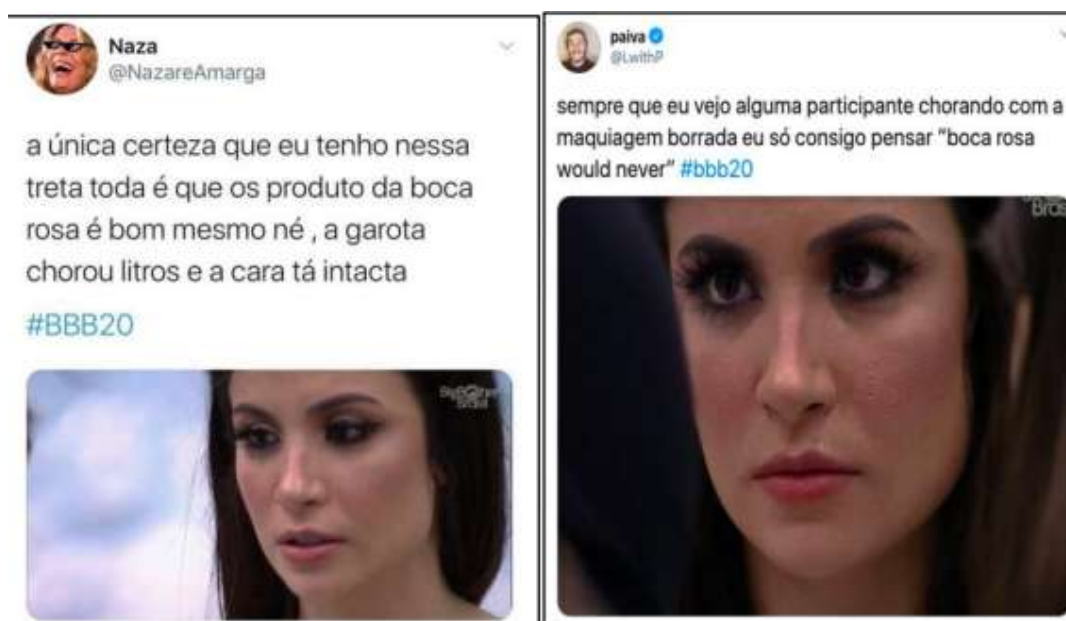 Naza
@NazareAmarga
a única certeza que eu tenho nessa
treta toda é que os produto da boca
rosa é bom mesmo né , a garota
chorou litros e a cara tá intacta
#BBB20
paiva
@LwithP
sempre que eu vejo alguma participante chorando com a
maquiagem borrada eu só consigo pensar “boca rosa
would never” #bbb20
Brasil